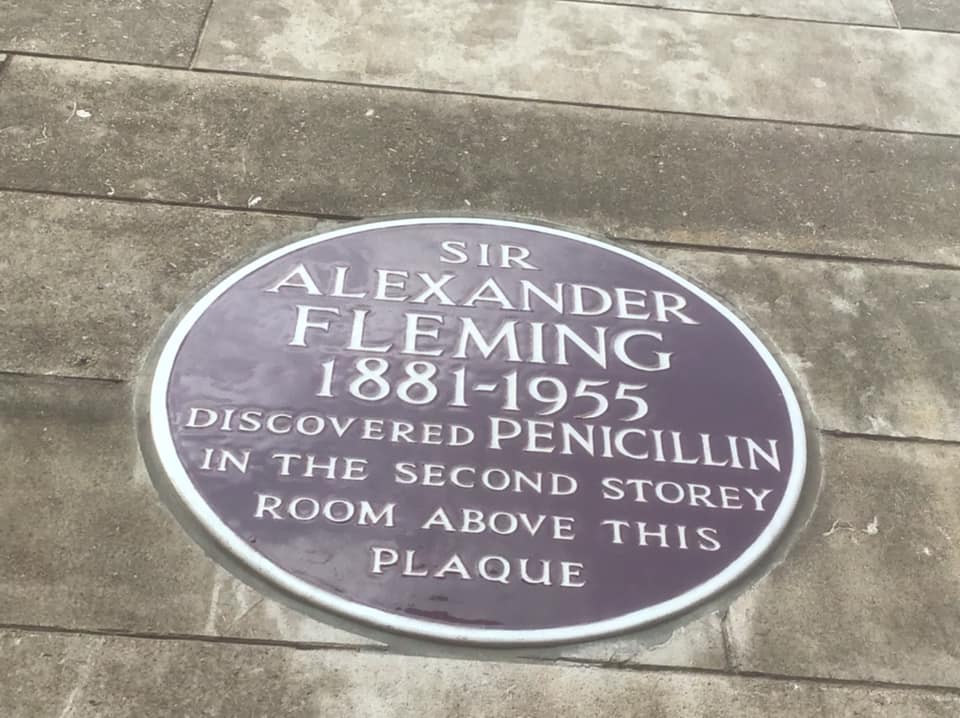 SIR
ALEXANDER
FLEMING
1881-1955
DISCOVERED PENICILLIN
IN THE SECOND STOREY
ROOM ABOVE THIS
PLAQUE